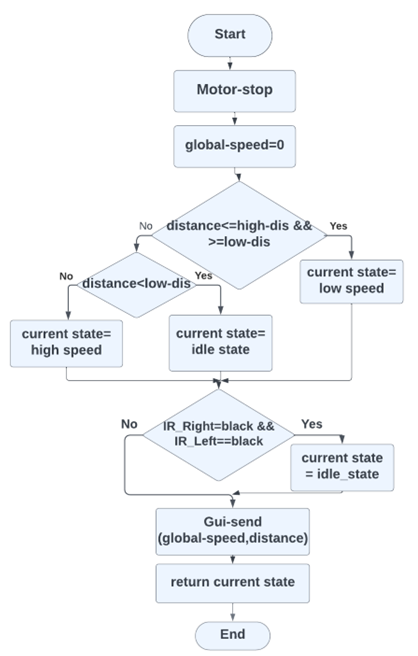 Start
Motor-stop
global-speed=0
distance<=high-dis &&
>=low-dis
No
Yes
distance<low-dis
No
Yes
current state=
low speed
current state=
high speed
current state=
idle state
IR_Right=black &&
IR_Left==black
No
Yes
current state
= idle_state
Gui-send
(global-speed,distance)
return current state
End